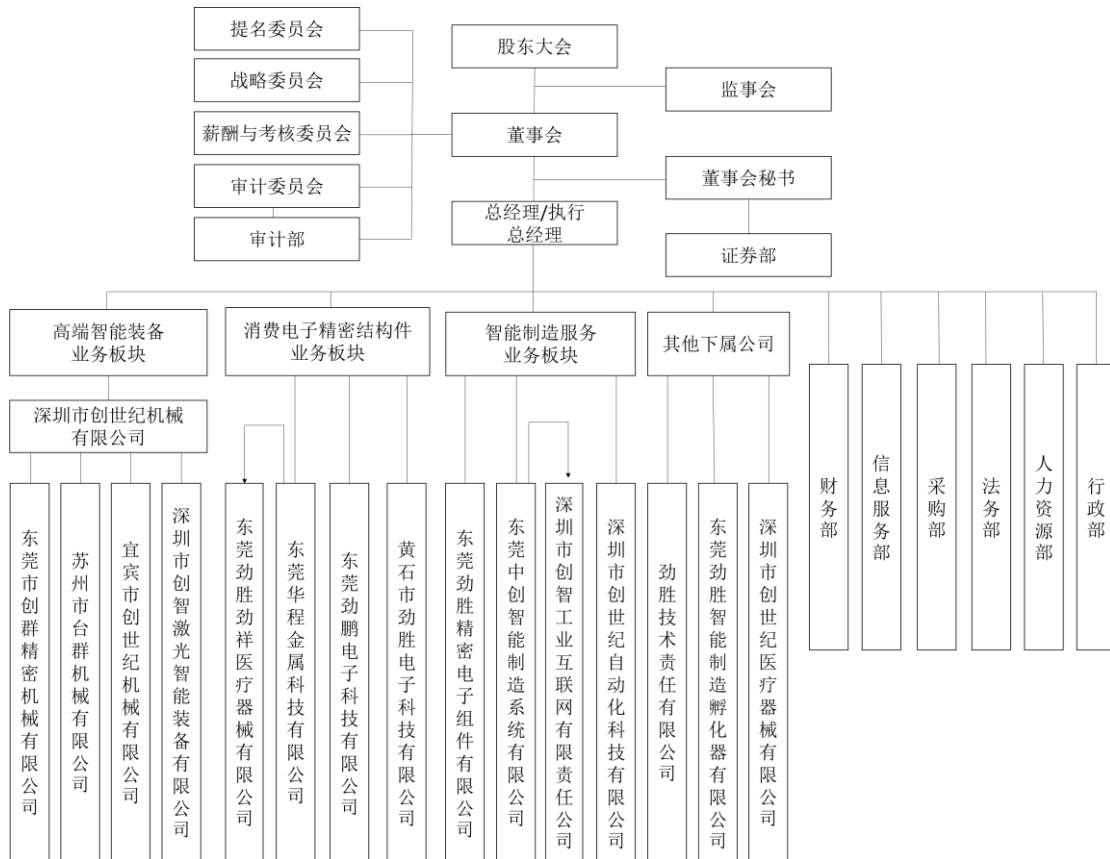 提名委员会
股东大会
战略委员会
监事会
薪酬与考核委员会
董事会
审计委员会
董事会秘书
总经理/执行
总经理
审计部
证券部
高端智能装备
业务板块
消费电子精密结构件
业务板块
智能制造服务
业务板块
其他下属公司
深圳市创世纪机械
有限公司
东莞市创群精密机械有限公司
苏州市台群机械有限公司
宜宾市创世纪机械有限公司
深圳市创智激光智能装备有限公司
东莞劲胜劲祥医疗器械有限公司
东莞华程金属科技有限公司
东莞劲鹏电子科技有限公司
黄石市劲胜电子科技有限公司
东莞劲胜精密电子组件有限公司
东莞中创智能制造系统有限公司
深圳市创智工业互联网有限责任公司
深圳市创世纪自动化科技有限公司
劲胜技术责任有限公司
东莞劲胜智能制造孵化器有限公司
深圳市创世纪医疗器械有限公司
财务部
信息服务部
采购部
法务部
人力资源部
行政部